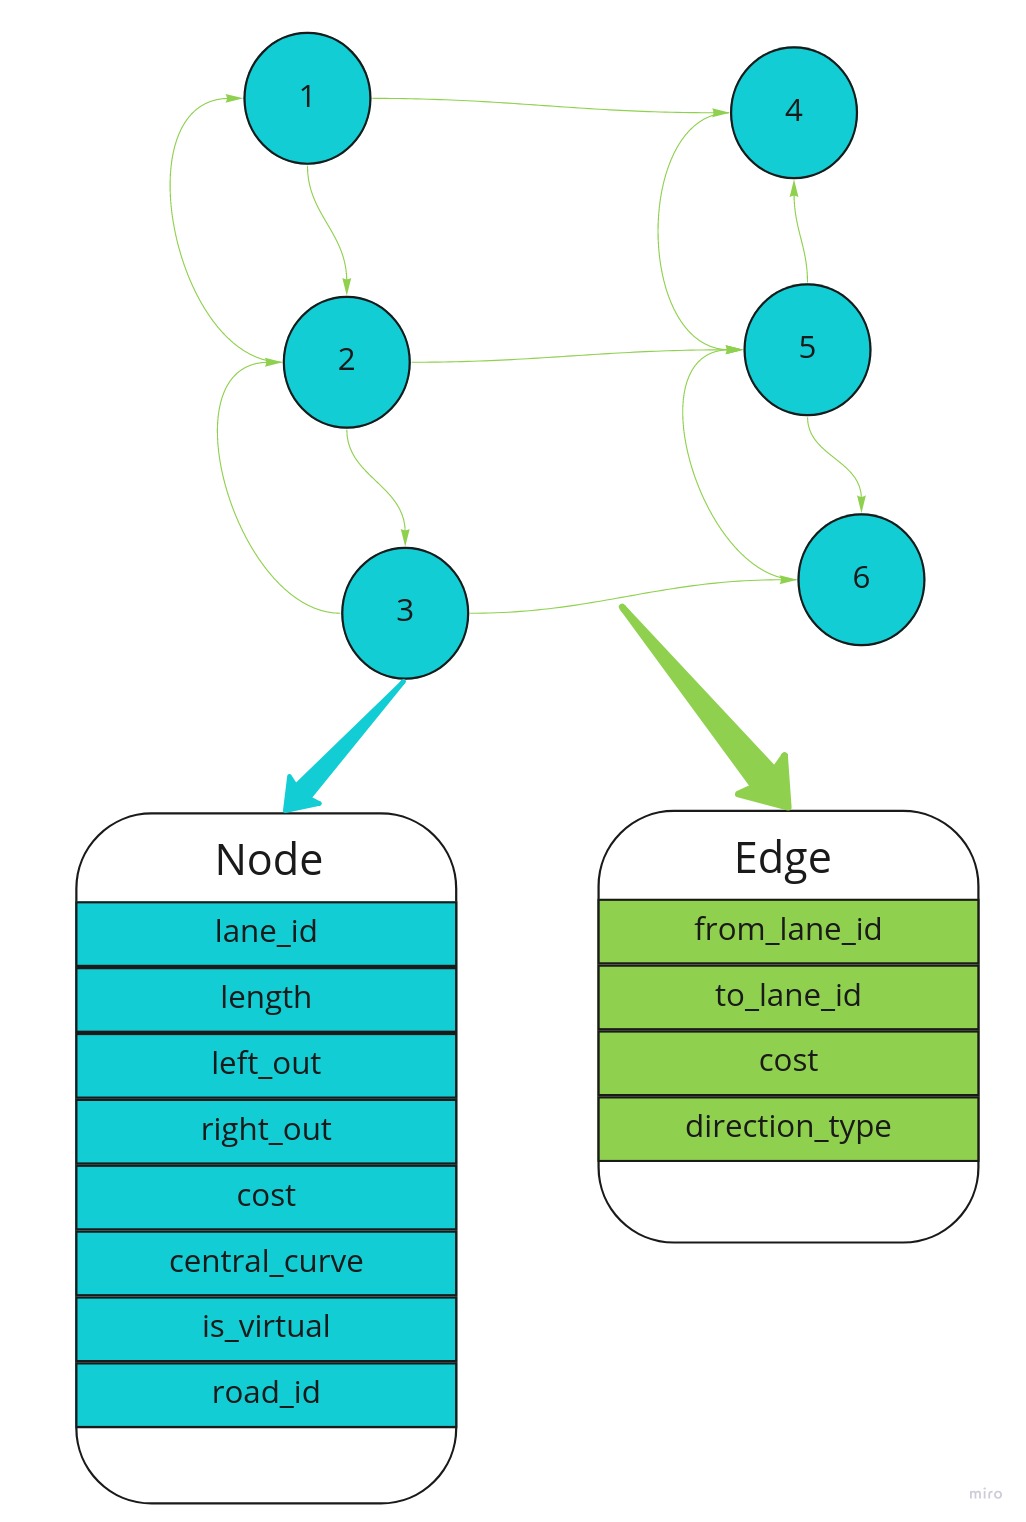 1
4
2
5
3
6
Node
lane_id
length
left_out
right_out
cost
central_curve
is_virtual
road_id
Edge
from_lane_id
to_lane_id
cost
direction_type
miro